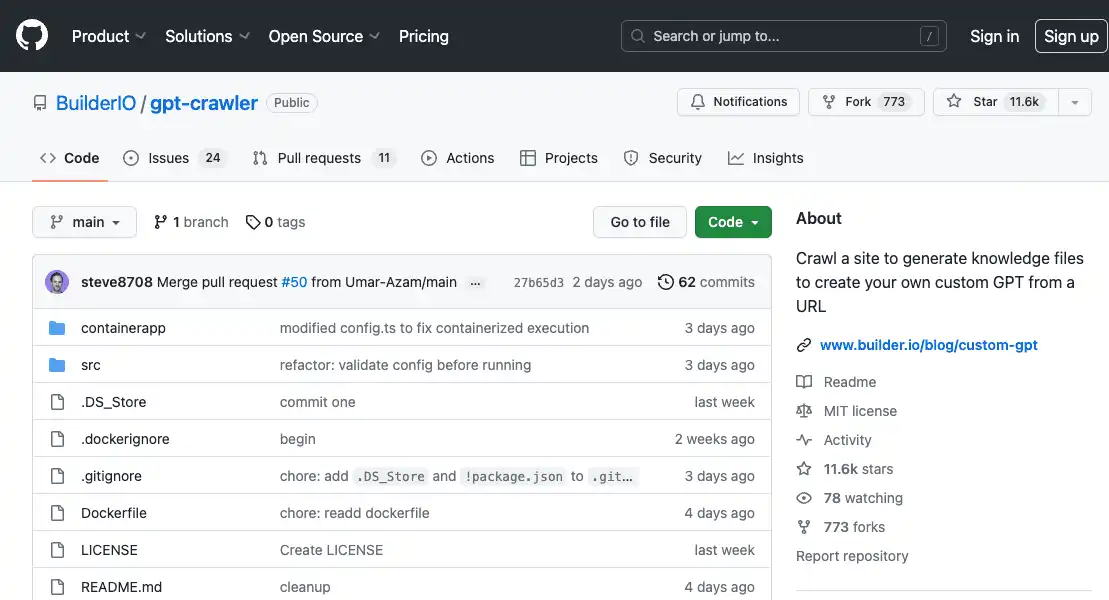 Product Solutions Open Source Pricing Search or jump to... / Sign in Sign up
BuilderIO / gpt-crawler Public Notifications Fork 773 Star 11.6k
Code Issues 24 Pull requests 11 Actions Projects Security Insights
main 1 branch 0 tags Go to file Code
steve8708 Merge pull request #50 from Umar-Azam/main ... 27b65d3 2 days ago 62 commits
containerapp modified config.ts to fix containerized execution 3 days ago
src refactor: validate config before running 3 days ago
.DS_Store commit one last week
.dockerignore begin 2 weeks ago
.gitignore chore: add .DS_Store and !package.json to .git… 3 days ago
Dockerfile chore: readd dockerfile 4 days ago
LICENSE Create LICENSE last week
README.md cleanup 4 days ago
About
Crawl a site to generate knowledge files
to create your own custom GPT from a
URL
www.builder.io/blog/custom-gpt
Readme
MIT license
Activity
11.6k stars
78 watching
773 forks
Report repository